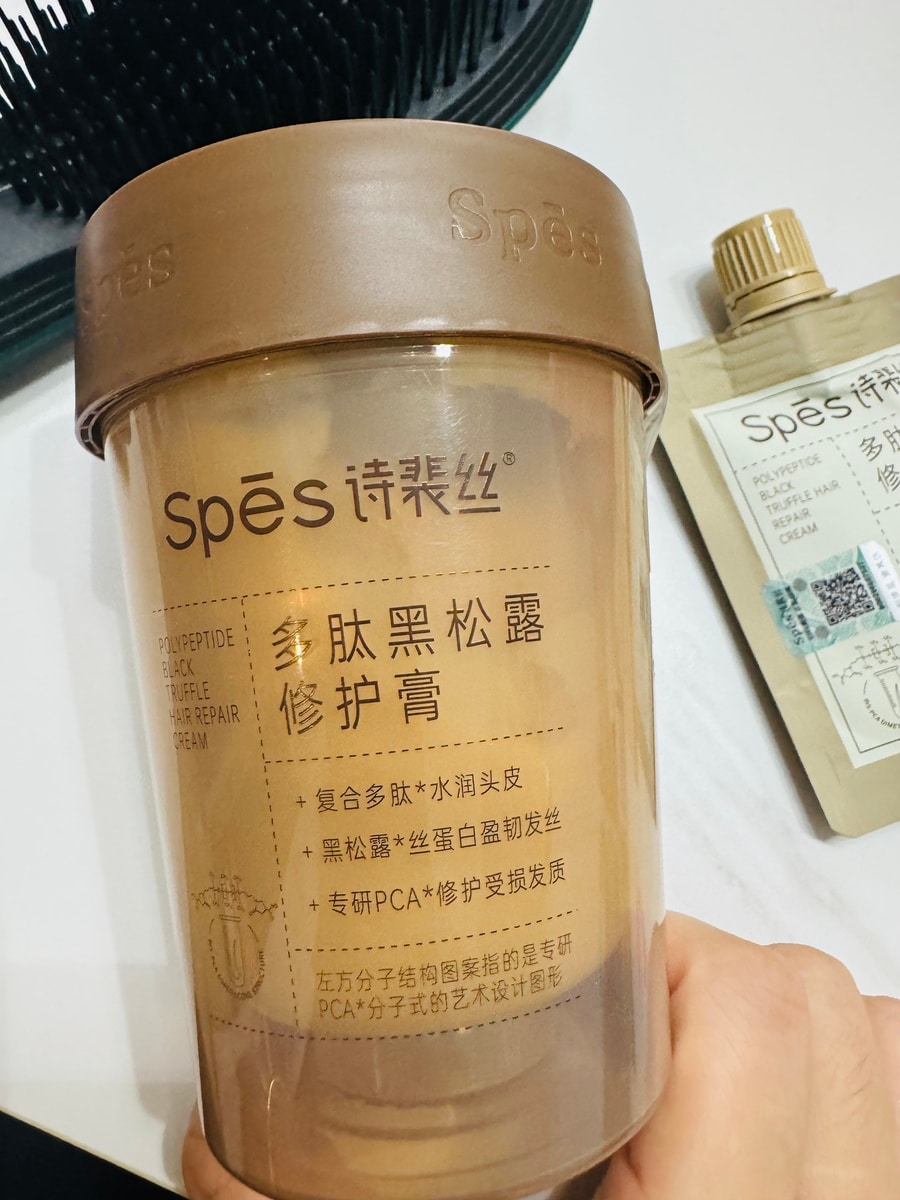 Spēs
Spēs
Spēs 诗裴丝®
POLYPEPTIDE
BLACK
TRUFFLE
HAIR REPAIR
CREAM
多肽黑松露
修护膏
+ 复合多肽*水润头皮
+ 黑松露*丝蛋白盈韧发丝
+ 专研PCA*修护受损发质
左方分子结构图案指的是专研
PCA*分子式的艺术设计图形
Spēs 诗裴
POLYPEPTIDE
BLACK
TRUFFLE HAIR
REPAIR
CREAM
多肽
修